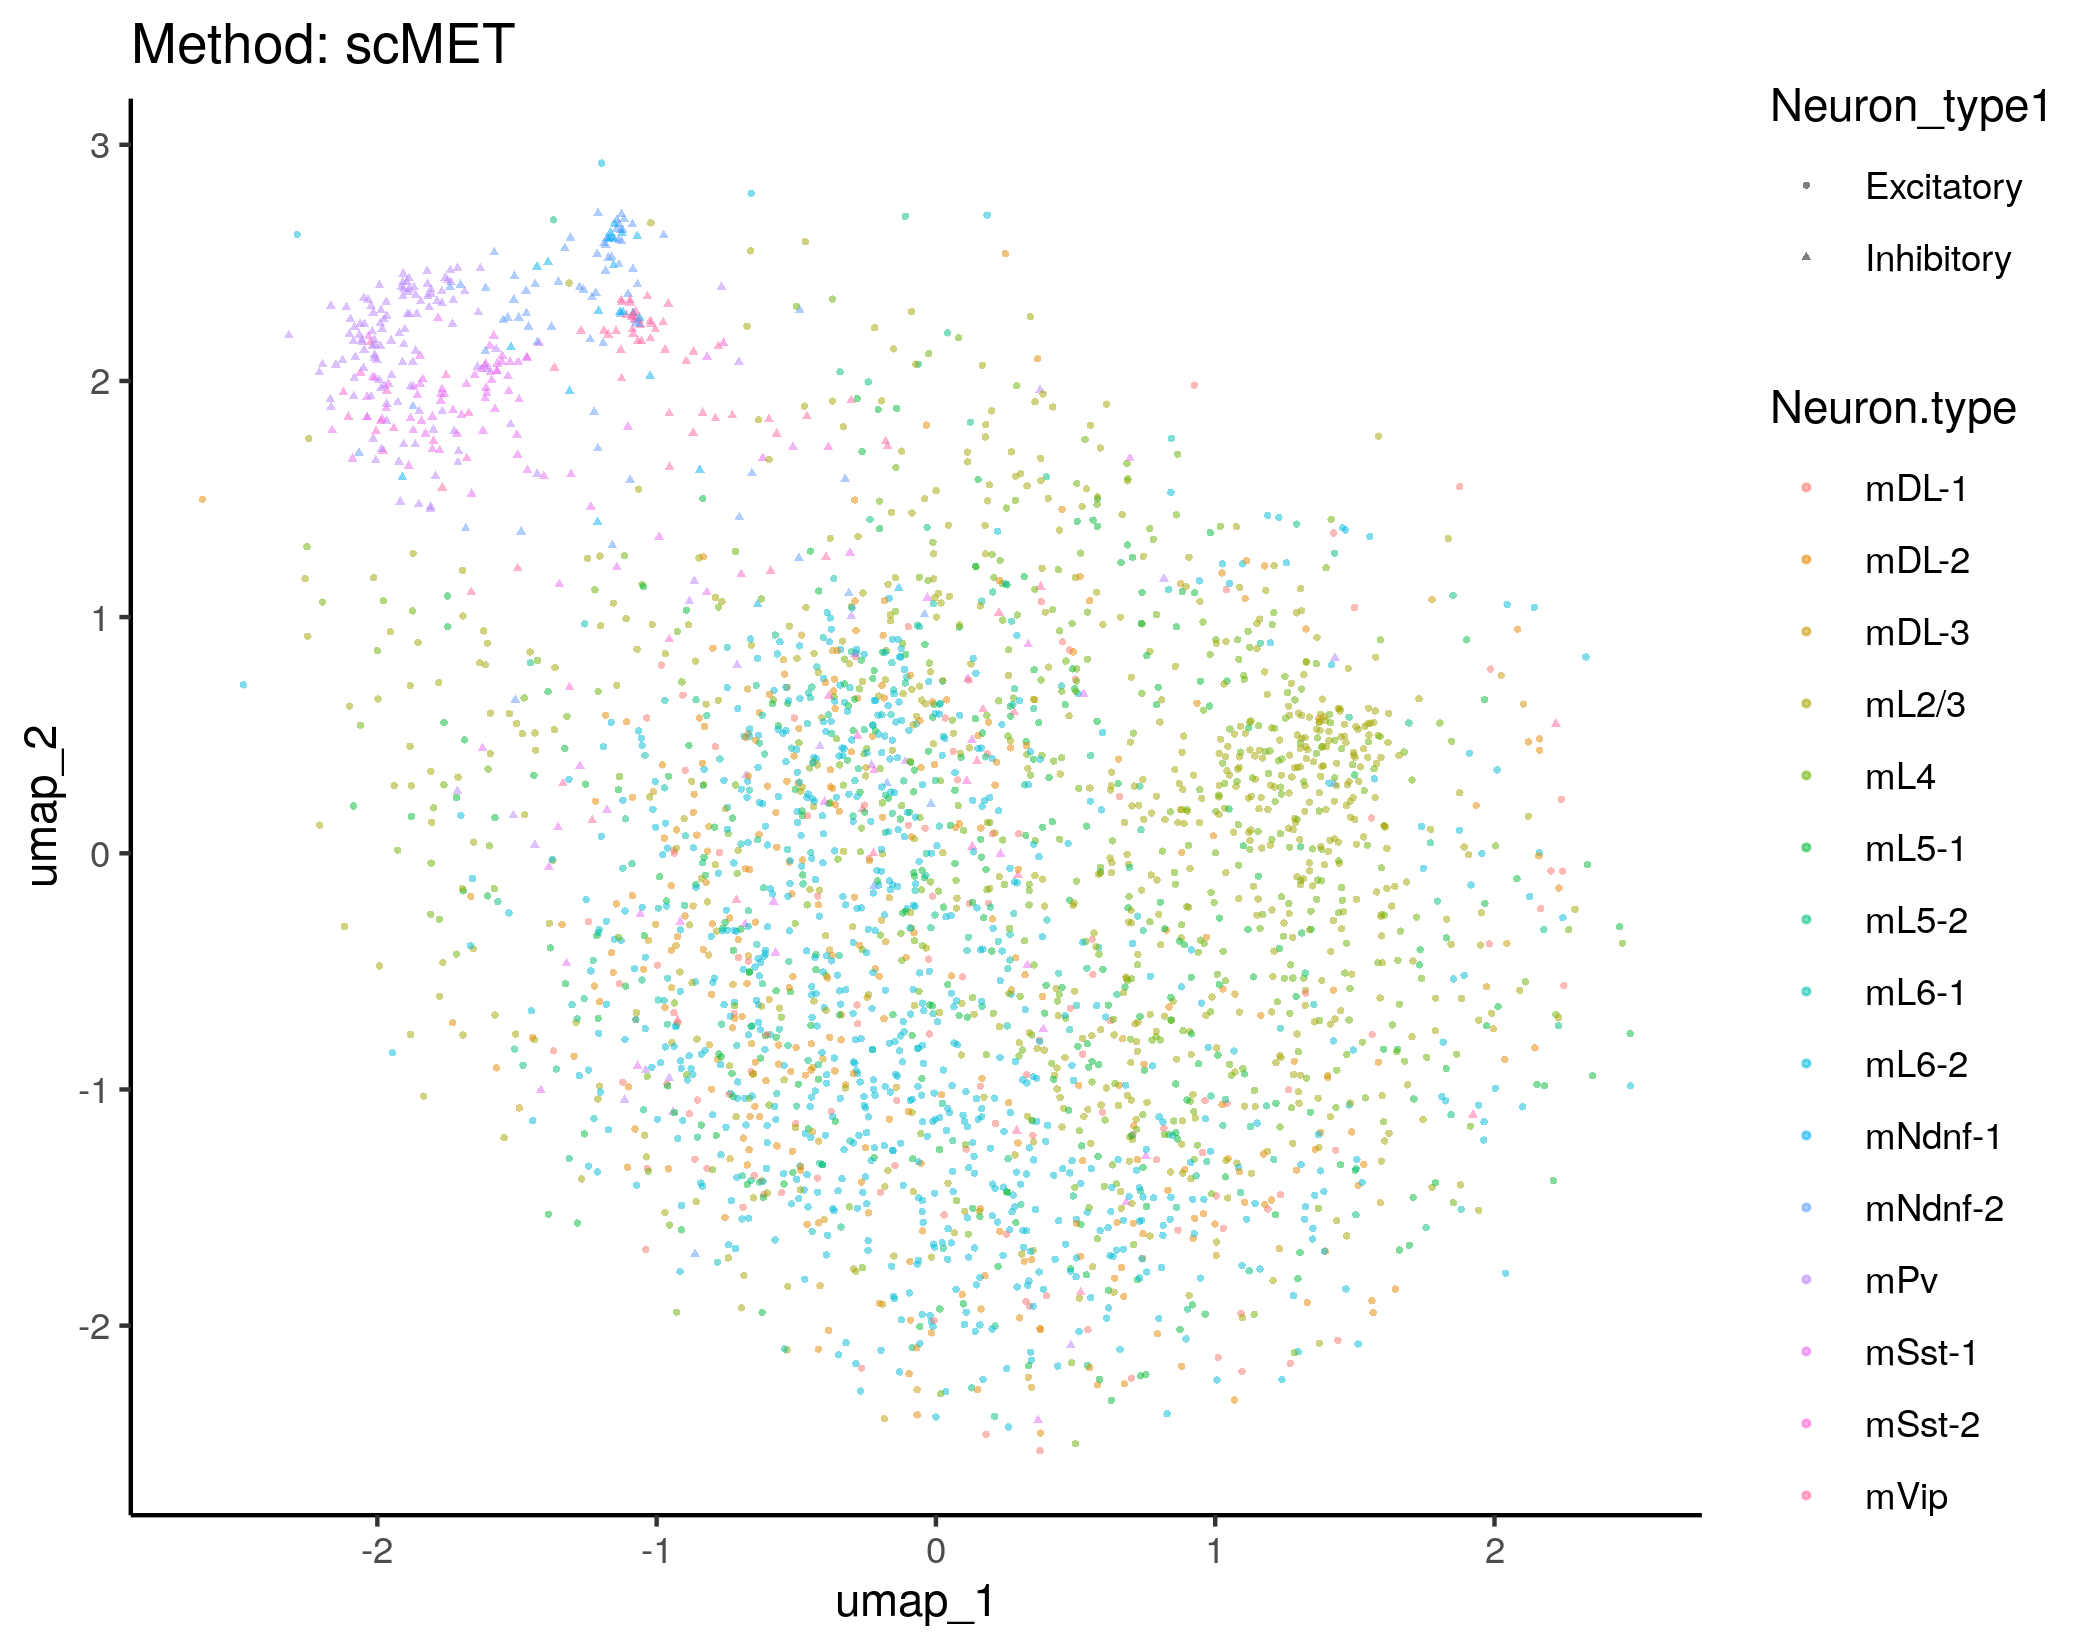 Method: scMET
umap_2
3
2
1
0
-1
-2
-2
-1
0
1
2
umap_1
Neuron_type1
Excitatory
Inhibitory
Neuron.type
mDL-1
mDL-2
mDL-3
mL2/3
mL4
mL5-1
mL5-2
mL6-1
mL6-2
mNdnf-1
mNdnf-2
mPv
mSst-1
mSst-2
mVip